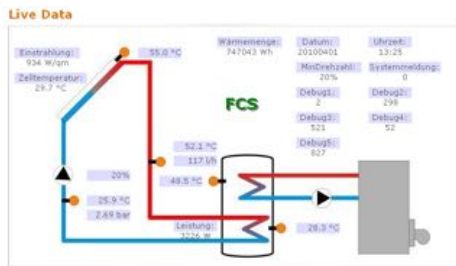 Live Data
Einstrahlung:
934 W/qm
Zelltemperatur:
29.7 °C
55.0 °C
Wärmemenge:
747043 Wh
Datum:
20100401
Uhrzeit:
13:25
MinDrehzahl:
20%
Systemmeldung:
0
FCS
Debug1:
2
Debug2:
298
Debug3:
521
Debug4:
52
Debug5:
827
52.1 °C
117 l/h
48.5 °C
20%
25.9 °C
2.69 bar
Leistung:
3226 W
28.3 °C